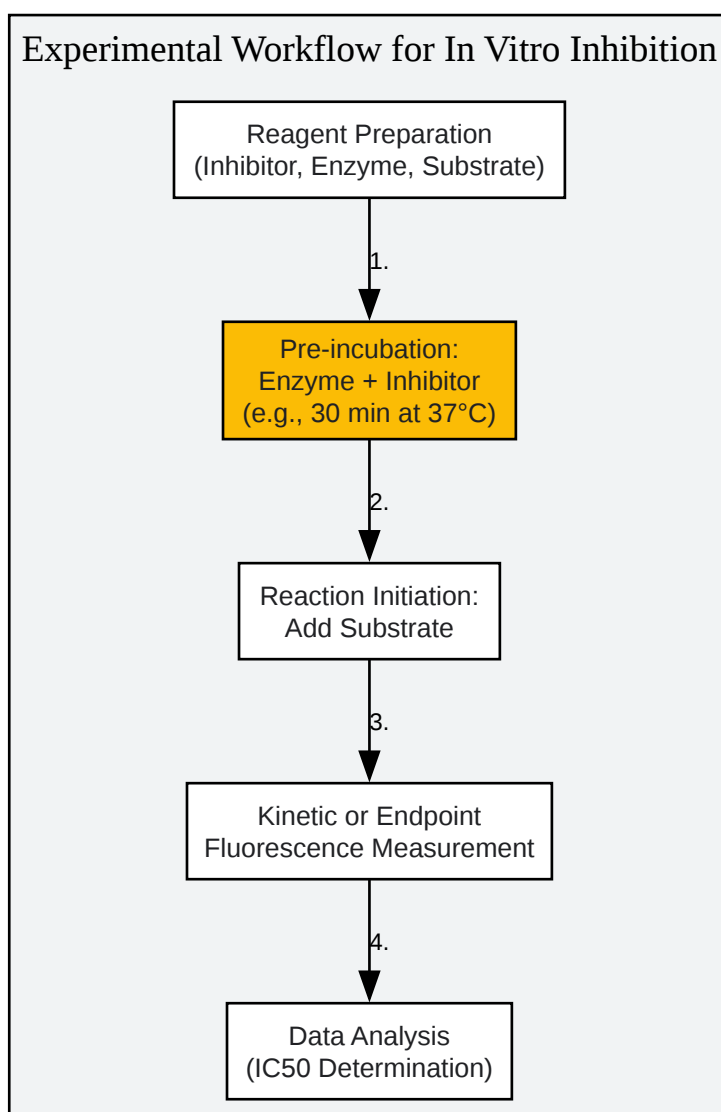 Experimental Workflow for In Vitro Inhibition
Reagent Preparation
(Inhibitor, Enzyme, Substrate)
1.
Pre-incubation:
Enzyme + Inhibitor
(e.g., 30 min at 37°C)
2.
Reaction Initiation:
Add Substrate
3.
Kinetic or Endpoint
Fluorescence Measurement
4.
Data Analysis
(IC50 Determination)